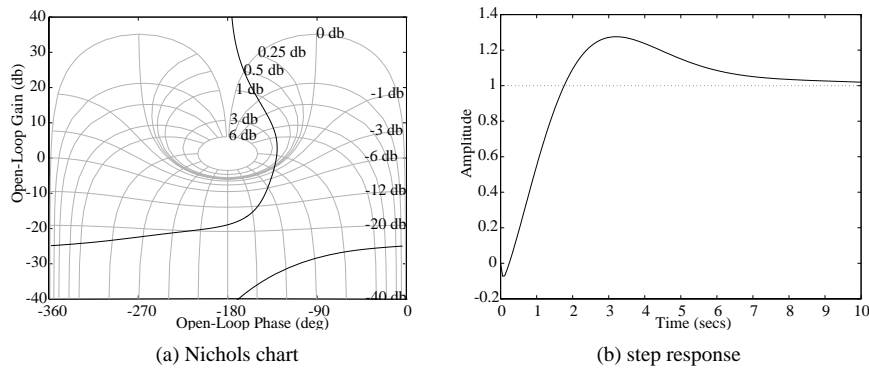 40
30
20
10
0
-10
-20
-30
-40
Open-Loop Gain (db)
0 db
0.25 db
0.5 db
1 db
3 db
6 db
-1 db
-3 db
-6 db
-12 db
-20 db
-40 db
-360
-270
-180
-90
0
Open-Loop Phase (deg)
(a) Nichols chart
1.4
1.2
1
0.8
0.6
0.4
0.2
0
-0.2
Amplitude
0
1
2
3
4
5
6
7
8
9
10
Time (secs)
(b) step response